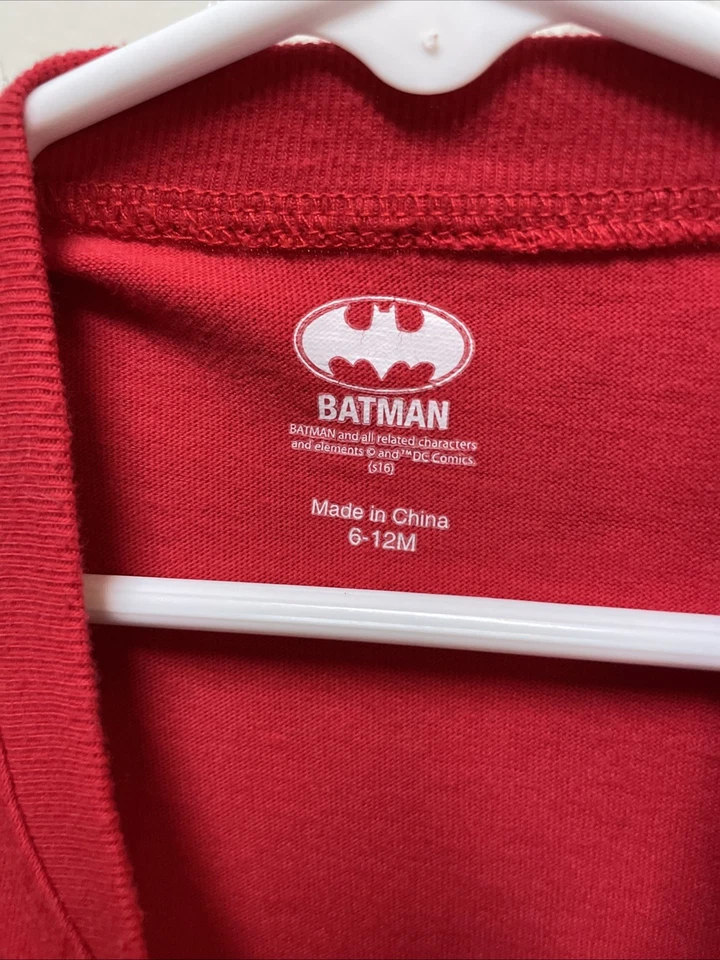 BATMAN
BATMAN and all related characters
and elements © and ™ DC Comics.
(s16)
Made in China
6-12M